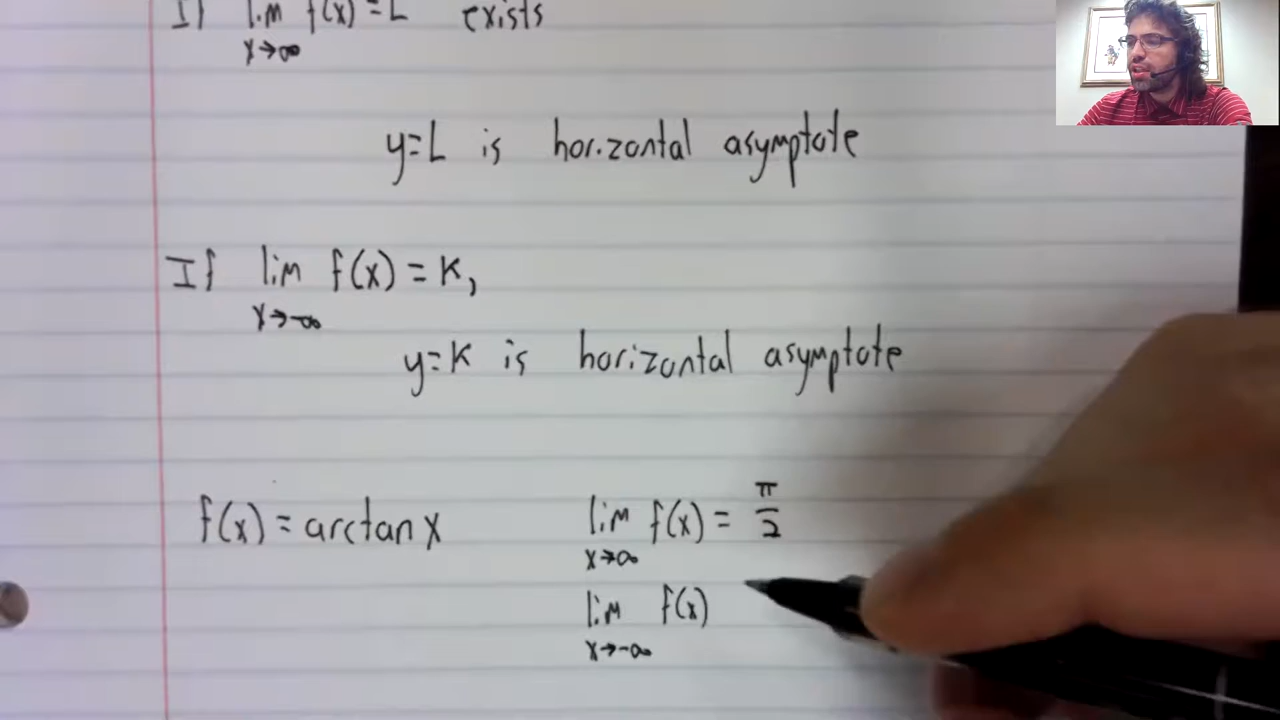 If lim f(x) = L exists
x→∞
y=L is horizontal asymptote
If lim f(x) = K,
x→-∞
y=K is horizontal asymptote
f(x) = arctan x lim f(x) = π/2
x→∞
lim f(x)
x→-∞